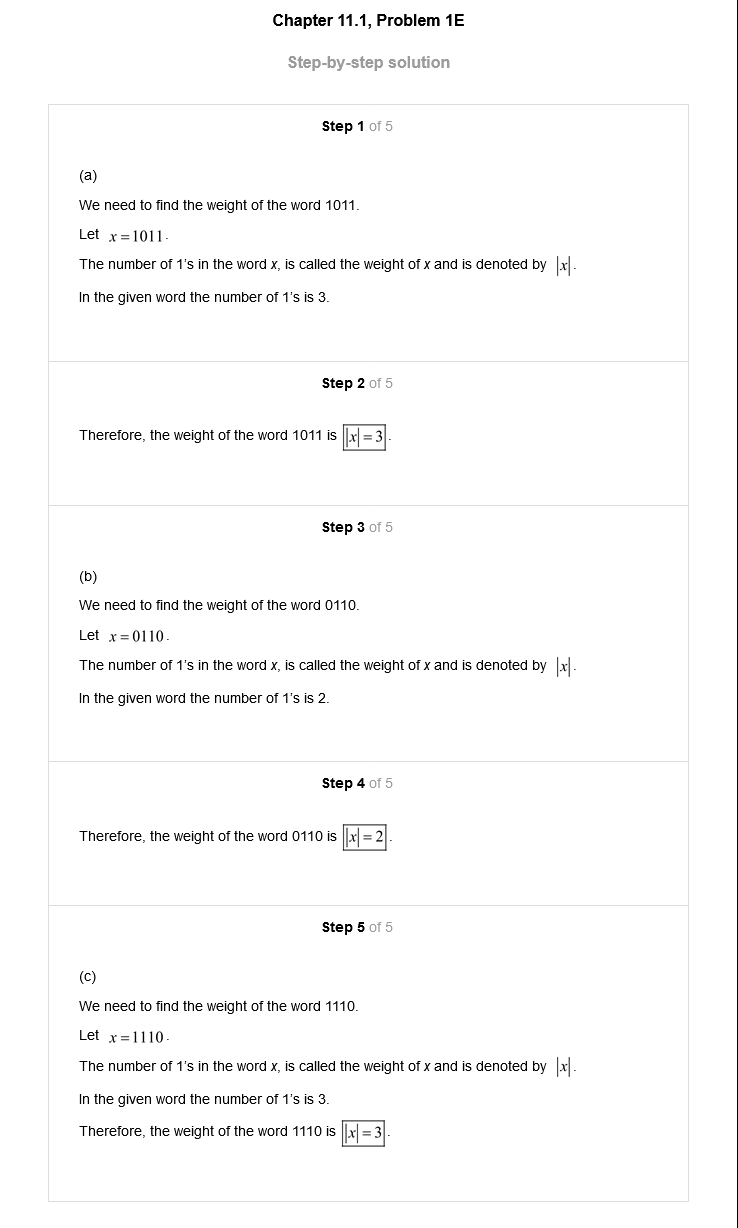 Chapter 11.1, Problem 1E
Step-by-step solution
Step 1 of 5
(a)
We need to find the weight of the word 1011.
Let x = 1011.
The number of 1's in the word x, is called the weight of x and is denoted by |x|.
In the given word the number of 1's is 3.
Step 2 of 5
Therefore, the weight of the word 1011 is |x| = 3.
Step 3 of 5
(b)
We need to find the weight of the word 0110.
Let x = 0110.
The number of 1's in the word x, is called the weight of x and is denoted by |x|.
In the given word the number of 1's is 2.
Step 4 of 5
Therefore, the weight of the word 0110 is |x| = 2.
Step 5 of 5
(c)
We need to find the weight of the word 1110.
Let x = 1110.
The number of 1's in the word x, is called the weight of x and is denoted by |x|.
In the given word the number of 1's is 3.
Therefore, the weight of the word 1110 is |x| = 3.